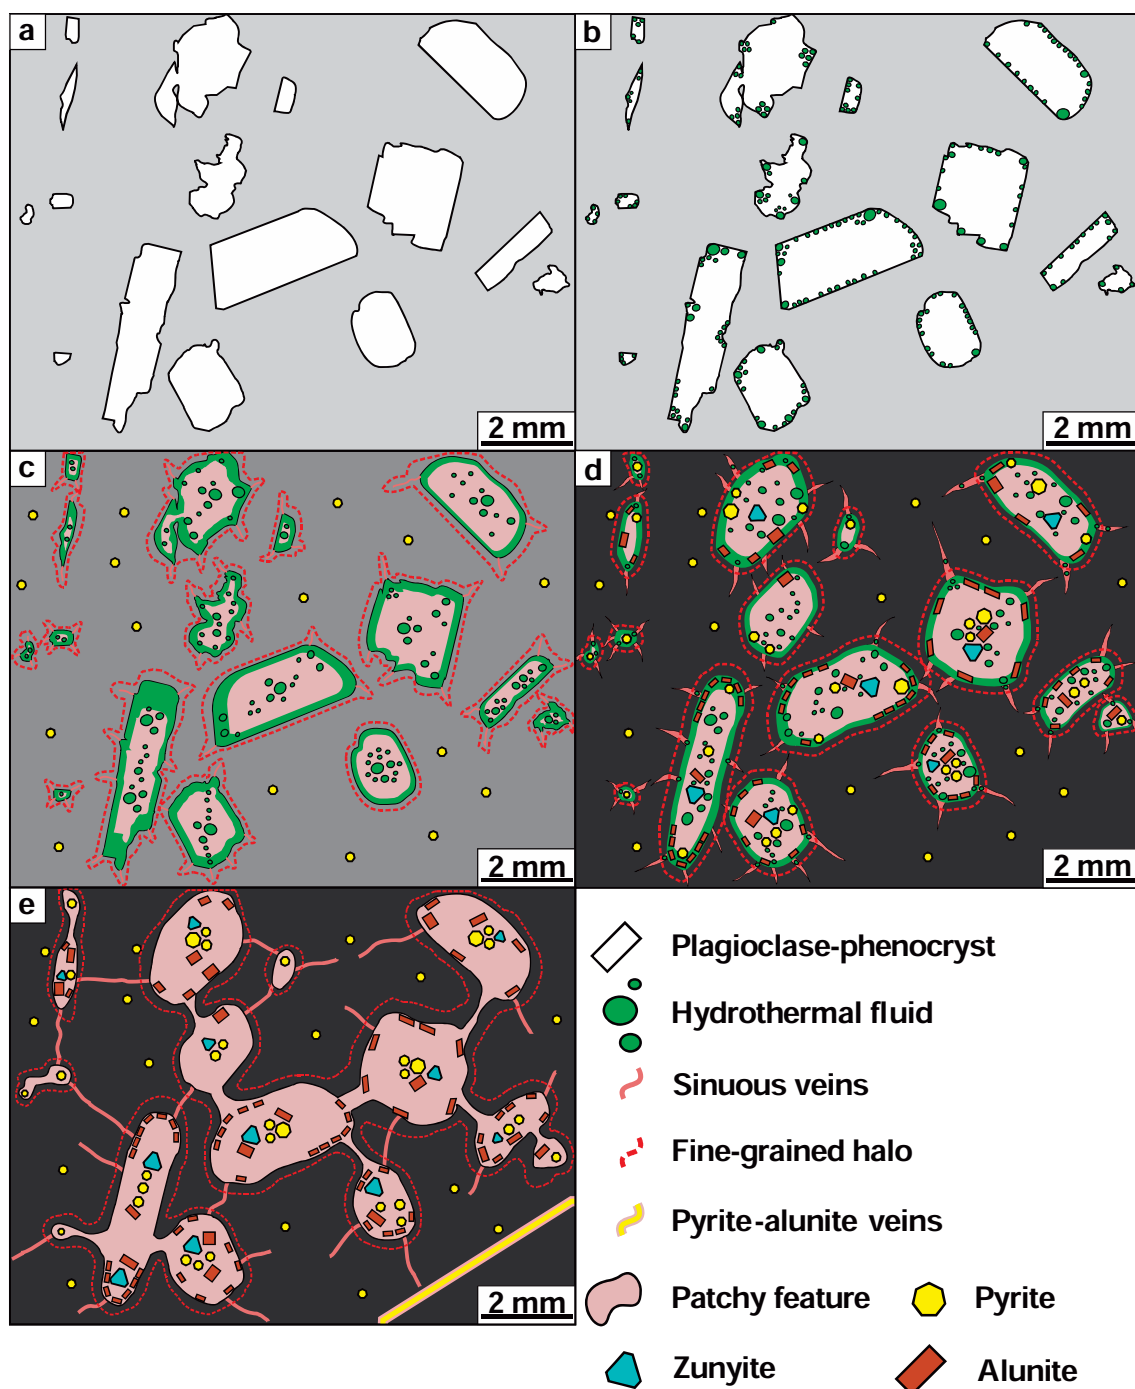 a
b
2 mm
2 mm
c
d
2 mm
2 mm
e
2 mm
Plagioclase-phenocryst
Hydrothermal fluid
Sinuous veins
Fine-grained halo
Pyrite-alunite veins
Patchy feature
Pyrite
Zunyite
Alunite